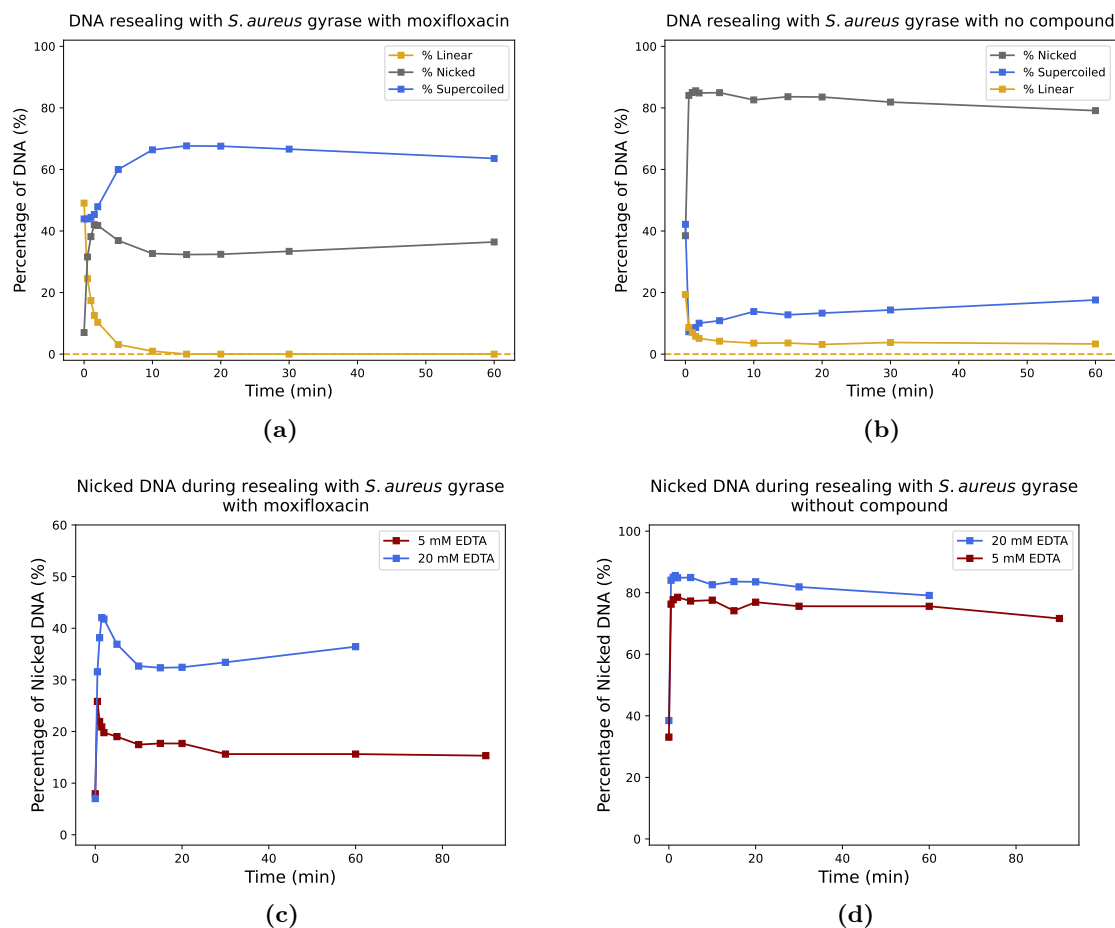 DNA resealing with S. aureus gyrase with moxifloxacin
100
80
60
40
20
0
Percentage of DNA (%)
% Linear
% Nicked
% Supercoiled
0 10 20 30 40 50 60
Time (min)
(a)
DNA resealing with S. aureus gyrase with no compound
100
80
60
40
20
0
Percentage of DNA (%)
% Nicked
% Supercoiled
% Linear
0 10 20 30 40 50 60
Time (min)
(b)
Nicked DNA during resealing with S. aureus gyrase
with moxifloxacin
60
50
40
30
20
10
0
Percentage of Nicked DNA (%)
5 mM EDTA
20 mM EDTA
0 20 40 60 80
Time (min)
(c)
Nicked DNA during resealing with S. aureus gyrase
without compound
100
80
60
40
20
0
Percentage of Nicked DNA (%)
20 mM EDTA
5 mM EDTA
0 20 40 60 80
Time (min)
(d)